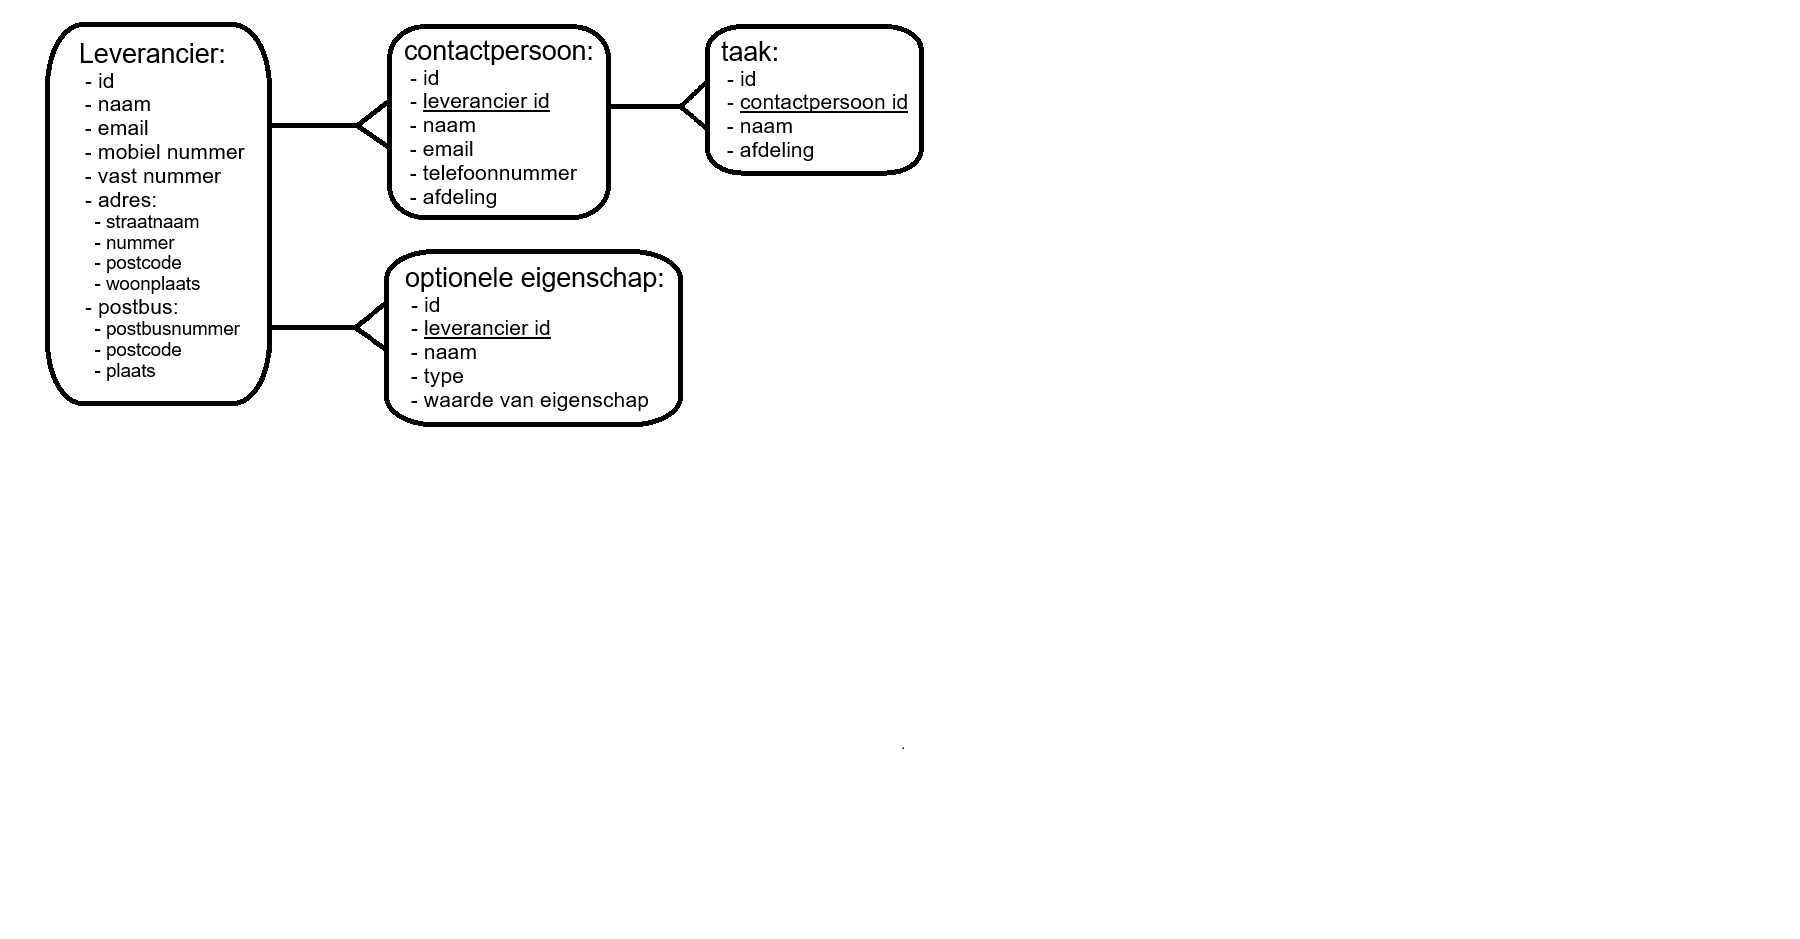 Leverancier:
- id
- naam
- email
- mobiel nummer
- vast nummer
- adres:
- straatnaam
- nummer
- postcode
- woonplaats
- postbus:
- postbusnummer
- postcode
- plaats
contactpersoon:
- id
- leverancier id
- naam
- email
- telefoonnummer
- afdeling
taak:
- id
- contactpersoon id
- naam
- afdeling
optionele eigenschap:
- id
- leverancier id
- naam
- type
- waarde van eigenschap